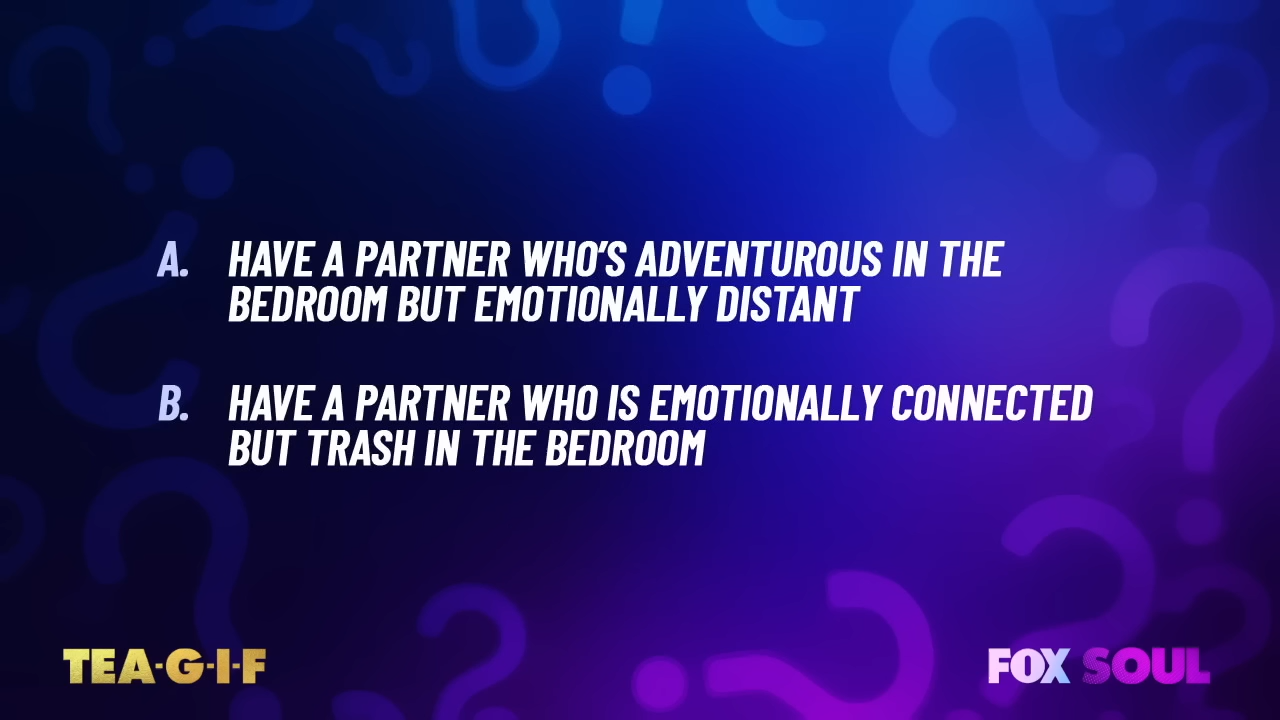 A. HAVE A PARTNER WHO'S ADVENTUROUS IN THE
BEDROOM BUT EMOTIONALLY DISTANT
B. HAVE A PARTNER WHO IS EMOTIONALLY CONNECTED
BUT TRASH IN THE BEDROOM
TEA-G-I-F
FOX SOUL